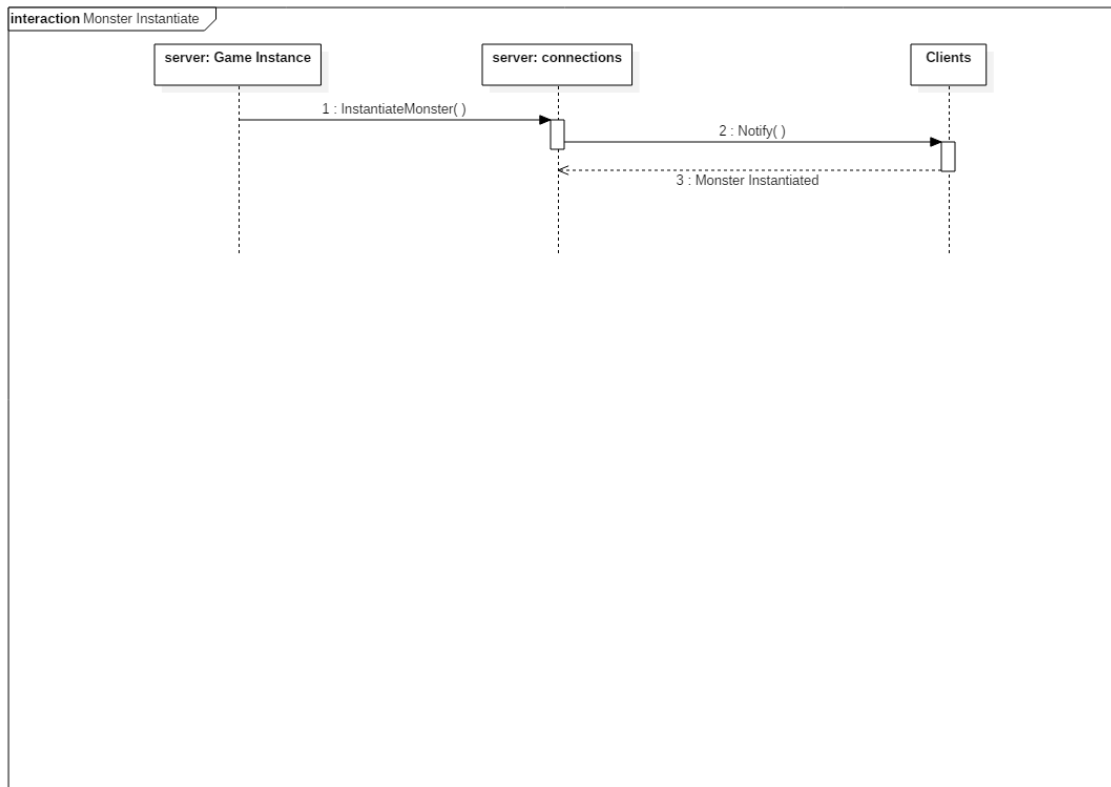 interaction Monster Instantiate
server: Game Instance
server: connections
Clients
1 : InstantiateMonster( )
2 : Notify( )
3 : Monster Instantiated